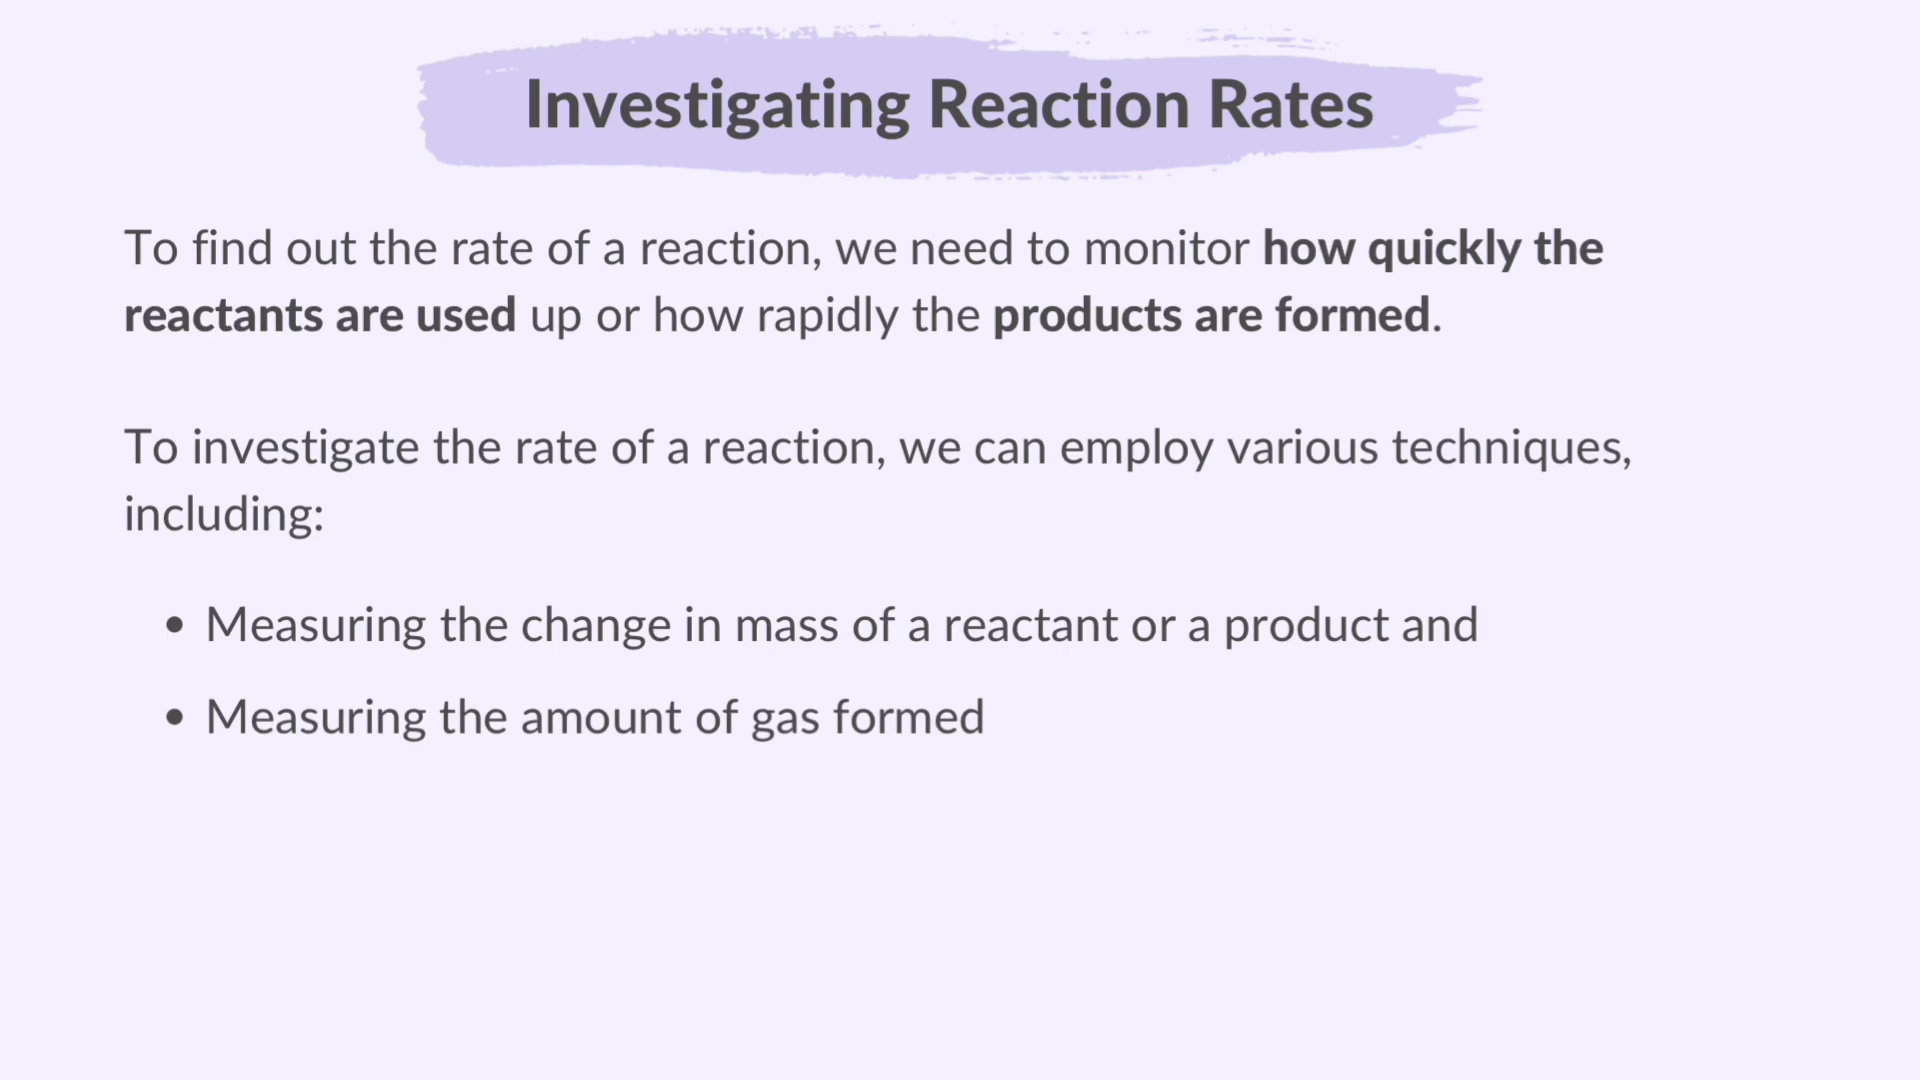 Investigating Reaction Rates
To find out the rate of a reaction, we need to monitor how quickly the
reactants are used up or how rapidly the products are formed.
To investigate the rate of a reaction, we can employ various techniques,
including:
• Measuring the change in mass of a reactant or a product and
• Measuring the amount of gas formed